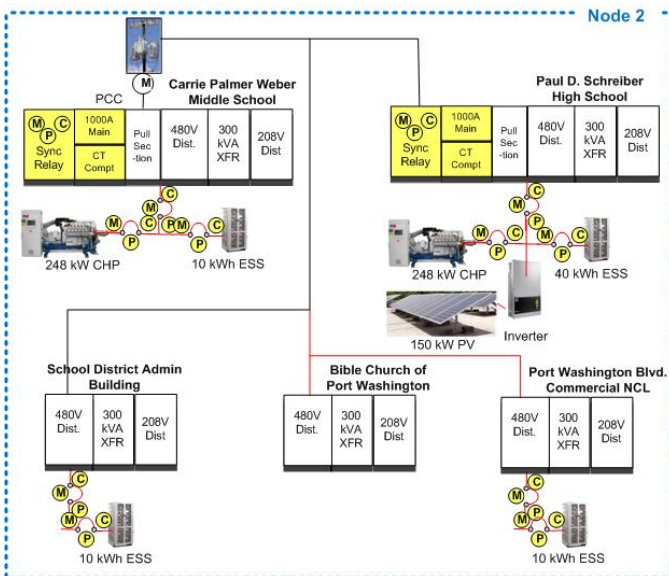 Node 2
M
PCC
Carrie Palmer Weber
Middle School
M C
P
Sync
Relay
1000A
Main
CT
Compt
Pull
Sec
-tion
480V
Dist.
300
kVA
XFR
208V
Dist
C
M
M C P M C
P P
248 kW CHP
10 kWh ESS
Paul D. Schreiber
High School
M C
P
Sync
Relay
1000A
Main
CT
Compt
Pull
Sec
-tion
480V
Dist.
300
kVA
XFR
208V
Dist
C
M
M C P M C
P P
248 kW CHP
40 kWh ESS
150 kW PV
Inverter
School District Admin
Building
480V
Dist.
300
kVA
XFR
208V
Dist
C
M
P
M C
P
10 kWh ESS
Bible Church of
Port Washington
480V
Dist.
300
kVA
XFR
208V
Dist
Port Washington Blvd.
Commercial NCL
480V
Dist.
300
kVA
XFR
208V
Dist
C
M
P
M C
P
10 kWh ESS